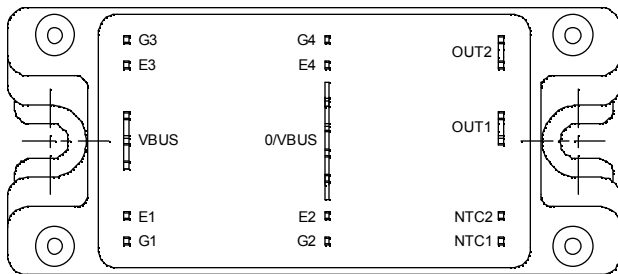 G3 G4
OUT2
E3 E4
VBUS 0/VBUS OUT1
E1 E2 NTC2
G1 G2 NTC1